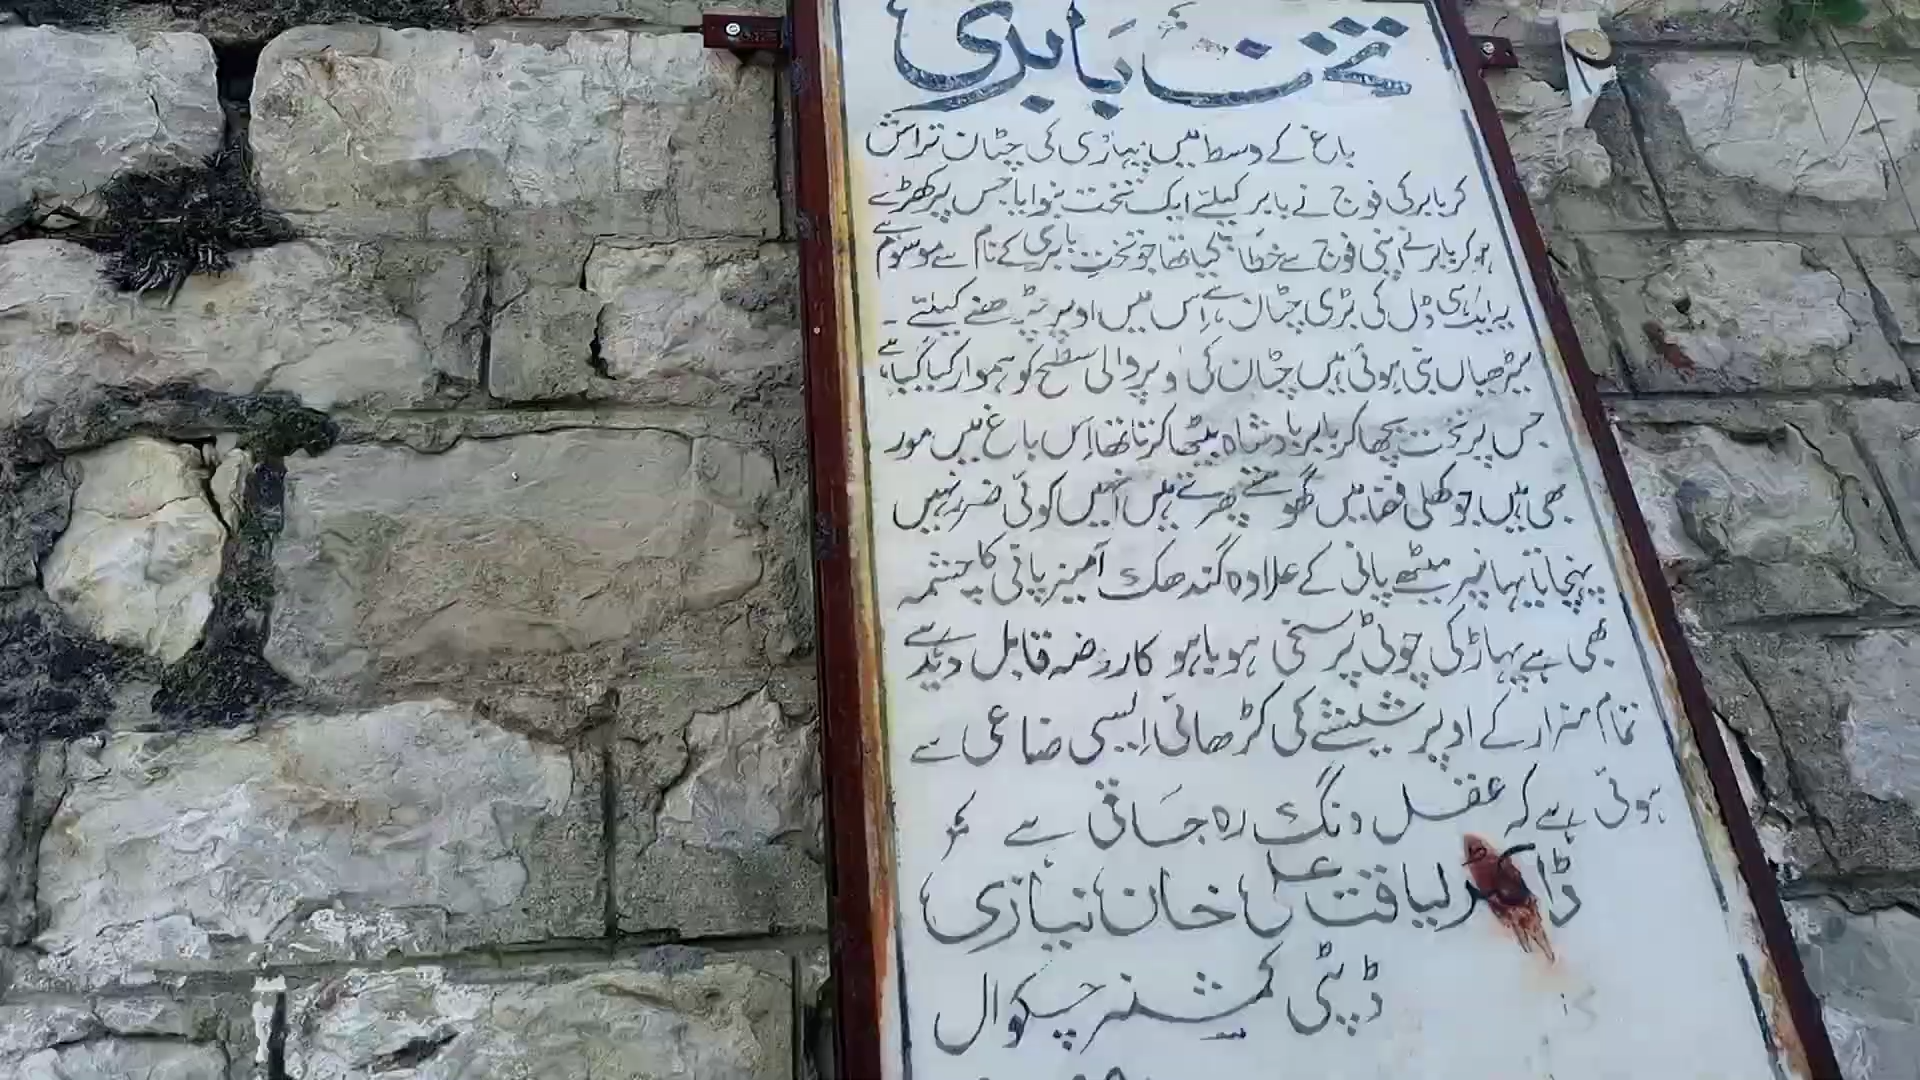 تخت بابری
باغ کے وسط میں پہاڑی کی چٹان تراش
کر بابر کی فوج نے بابر کیلئے ایک تخت بنوایا جس پر کھڑے
ہو کر بابر نے اپنی فوج سے خطاب کیا تھا جو تخت بابری کے نام سے موسوم ہے
یہ ایک ہی ڈل کی بڑی چٹان ہے اس میں اوپر چڑھنے کیلئے ۔
سیڑھیاں بنی ہوئی ہیں چٹان کی اوپر والی سطح کو ہموار کیا گیا ہے
جس پر تخت بچھا کر بابر بادشاہ بیٹھا کرتا تھا اس باغ میں مور
بھی ہیں جو کھلی فضا میں گھومتے پھرتے ہیں انہیں کوئی ضرر نہیں
پہنچاتا یہاں پر میٹھے پانی کے علاوہ گندھک آمیز پانی کا چشمہ
بھی ہے پہاڑ کی چوٹی پر سخی ہو باہو کا روضہ قابل دید ہے
تمام مزار کے اوپر شیشے کی کڑھائی ایسی صناعی سے
ہوئی ہے کہ عقل دنگ رہ جاتی ہے
ڈاکٹر لیاقت علی خان نیازی
ڈپٹی کمشنر چکوال